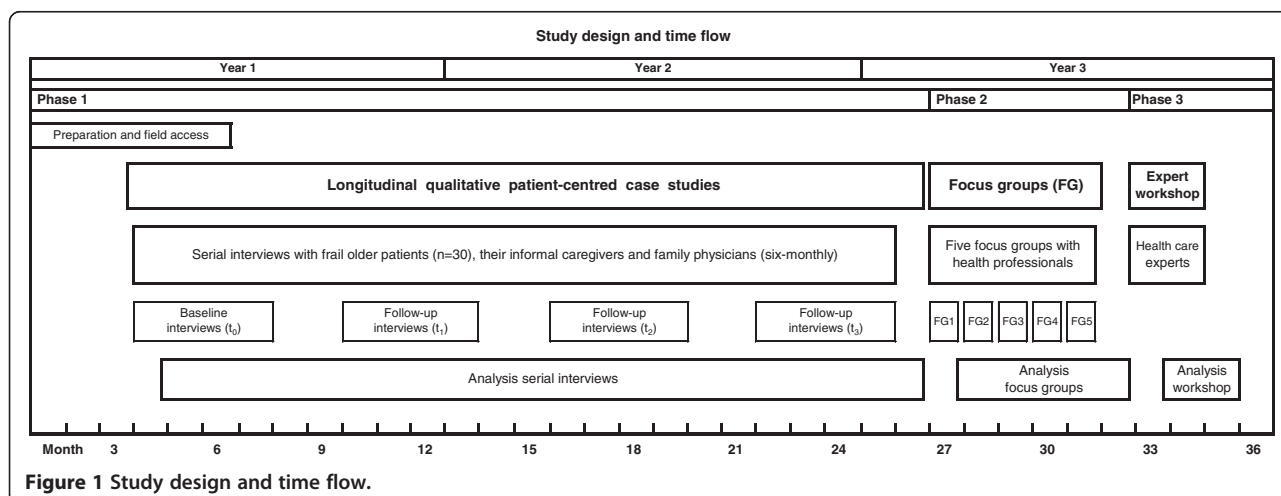 Study design and time flow
Year 1 Year 2 Year 3
Phase 1 Phase 2 Phase 3
Preparation and field access
Longitudinal qualitative patient-centred case studies Focus groups (FG) Expert
workshop
Serial interviews with frail older patients (n=30), their informal caregivers and family physicians (six-monthly)
Five focus groups with
health professionals
Health care
experts
Baseline
interviews (t₀)
Follow-up
interviews (t₁)
Follow-up
interviews (t₂)
Follow-up
interviews (t₃)
FG1 FG2 FG3 FG4 FG5
Analysis serial interviews
Analysis
focus groups
Analysis
workshop
Month 3 6 9 12 15 18 21 24 27 30 33 36
Figure 1 Study design and time flow.